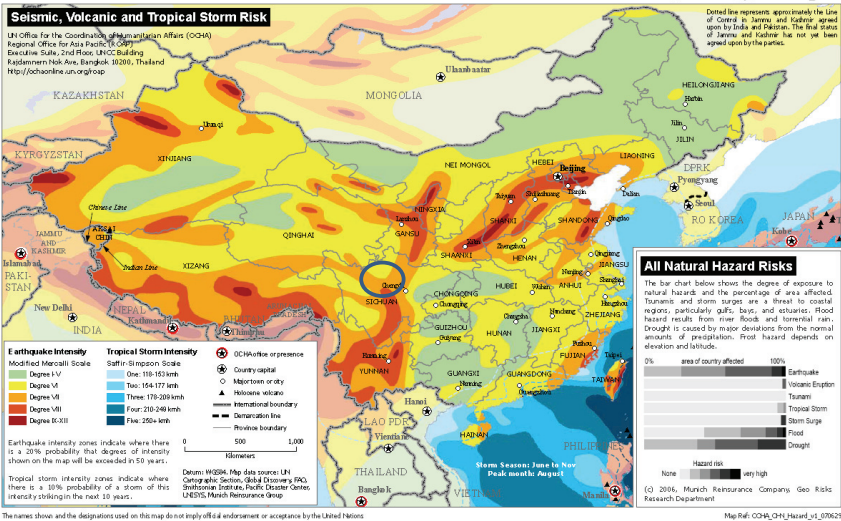 Seismic, Volcanic and Tropical Storm Risk
UN Office for the Coordination of Humanitarian Affairs (OCHA)
Regional Office for Asia Pacific (ROAP)
Executive Suite, 2nd Floor, UNCC Building
Rajdamnern Nok Ave, Bangkok 10200, Thailand
http://ochaonline.un.org/roap
Dotted line represents approximately the Line
of Control in Jammu and Kashmir agreed
upon by India and Pakistan. The final status
of Jammu and Kashmir has not yet been
agreed upon by the parties.
KAZAKHSTAN
MONGOLIA
Ulaanbaatar
HEILONGJIANG
Harbin
Jilin
JILIN
Urumqi
XINJIANG
KYRGYZSTAN
NEI MONGOL
HEBEI
Beijing
LIAONING
DPRK
Pyongyang
Tianjin
Dalian
Seoul
RO KOREA
JAPAN
Kobe
Taiyuan
Shijiazhuang
NINGXIA
SHANXI
SHANDONG
Qingdao
Lanzhou
GANSU
QINGHAI
Chinese Line
AKSAI
CHIN
JAMMU
AND
KASHMIR
Islamabad
PAKI-
STAN
Indian Line
XIZANG
Xi'an
Zhengzhou
SHAANXI
HENAN
JIANGSU
Nanjing
Shanghai
ANHUI
Hangzhou
ZHEJIANG
Wuhan
HUBEI
Chengdu
SICHUAN
CHONGQING
Chongqing
New Delhi
NEPAL
Kathmandu
BHUTAN
Thimphu
INDIA
Changsha
Nanchang
JIANGXI
HUNAN
GUIZHOU
Guiyang
Fuzhou
FUJIAN
Taipei
TAIWAN
Kunming
YUNNAN
GUANGXI
Nanning
GUANGDONG
Guangzhou
Hanoi
HAINAN
LAO PDR
Vientiane
THAILAND
Bangkok
VIETNAM
PHILIPPINES
Manila
Storm Season: June to Nov
Peak month: August
Earthquake Intensity
Modified Mercalli Scale
Degree I-V
Degree VI
Degree VII
Degree VIII
Degree IX-XII
Tropical Storm Intensity
Saffir-Simpson Scale
One: 118-153 kmh
Two: 154-177 kmh
Three: 178-209 kmh
Four: 210-249 kmh
Five: 250+ kmh
Earthquake intensity zones indicate where there
is a 20% probability that degrees of intensity
shown on the map will be exceeded in 50 years.
Tropical storm intensity zones indicate where
there is a 10% probability of a storm of this
intensity striking in the next 10 years.
OCHA office or presence
Country capital
Major town or city
Holocene volcano
International boundary
Demarcation line
Province boundary
0 500 1,000
Kilometers
Datum: WGS84. Map data source: UN
Cartographic Section, Global Discovery, FAO,
Smithsonian Institute, Pacific Disaster Center,
UNISYS, Munich Reinsurance Group
All Natural Hazard Risks
The bar chart below shows the degree of exposure to
natural hazards and the percentage of area affected.
Tsunamis and storm surges are a threat to coastal
regions, particularly gulfs, bays, and estuaries. Flood
hazard results from river floods and torrential rain.
Drought is caused by major deviations from the normal
amounts of precipitation. Frost hazard depends on
elevation and latitude.
0% area of country affected 100%
Earthquake
Volcanic Eruption
Tsunami
Tropical Storm
Storm Surge
Flood
Drought
Hazard risk
None very high
(c) 2006, Munich Reinsurance Company, Geo Risks
Research Department
The names shown and the designations used on this map do not imply official endorsement or acceptance by the United Nations
Map Ref: OCHA_CHN_Hazard_v1_070629